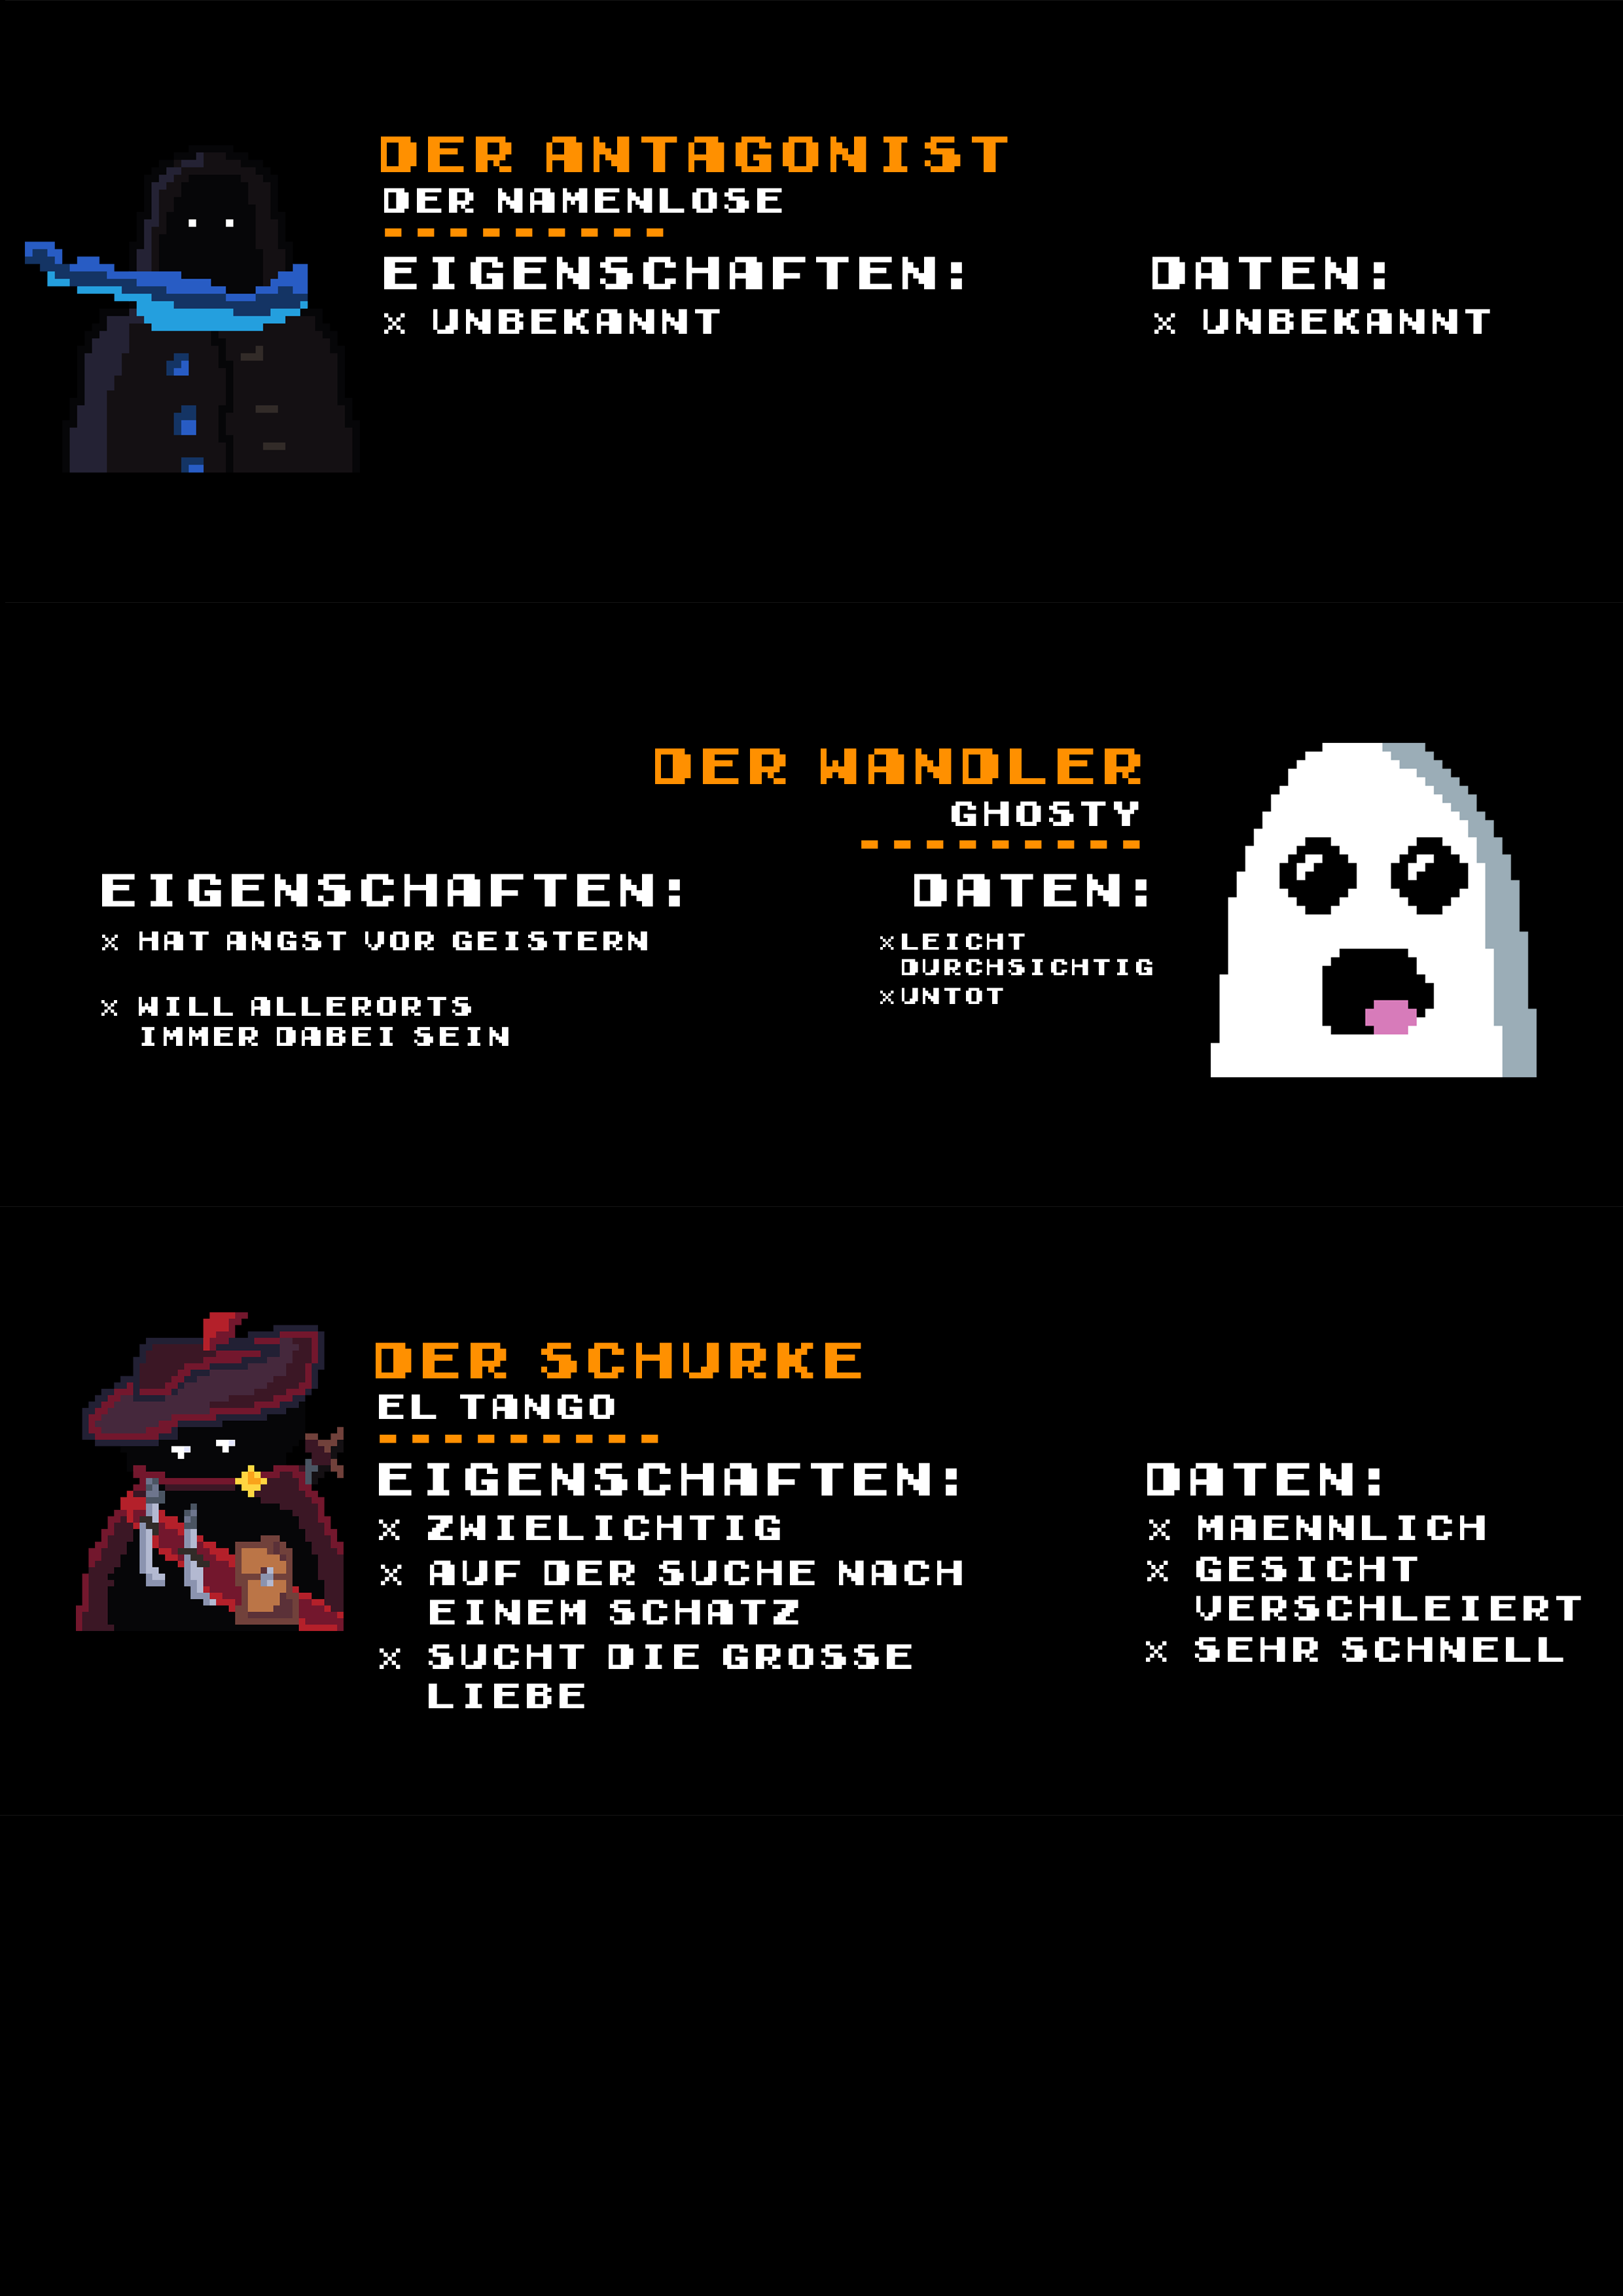 DER ANTAGONIST
DER NAMENLOSE
EIGENSCHAFTEN:
x UNBEKANNT
DATEN:
x UNBEKANNT
DER WANDLER
GHOSTY
EIGENSCHAFTEN:
x HAT ANGST VOR GEISTERN
x WILL ALLERORTS
IMMER DABEI SEIN
DATEN:
x LEICHT
DURCHSICHTIG
x UNTOT
DER SCHURKE
EL TANGO
EIGENSCHAFTEN:
x ZWIELICHTIG
x AUF DER SUCHE NACH
EINEM SCHATZ
x SUCHT DIE GROSSE
LIEBE
DATEN:
x MAENNLICH
x GESICHT
VERSCHLEIERT
x SEHR SCHNELL